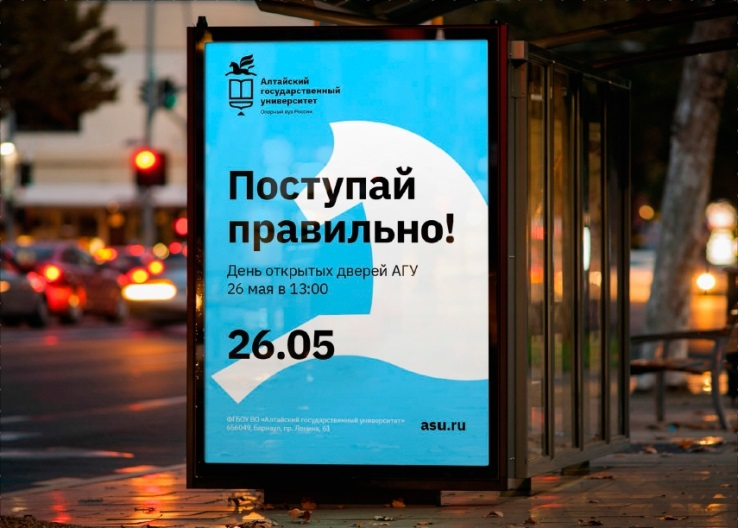 Алтайский
государственный
университет
Опорный вуз России
Поступай
правильно!
День открытых дверей АГУ
26 мая в 13:00
26.05
ФГБОУ ВО «Алтайский государственный университет»
656049, Барнаул, пр. Ленина, 61
asu.ru